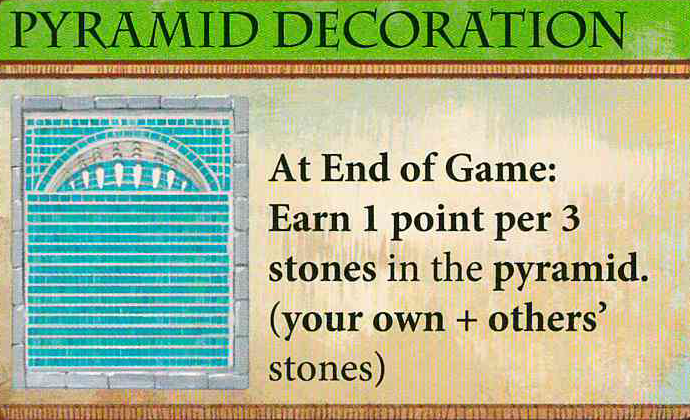 PYRAMID DECORATION
At End of Game:
Earn 1 point per 3
stones in the pyramid.
(your own + others’
stones)